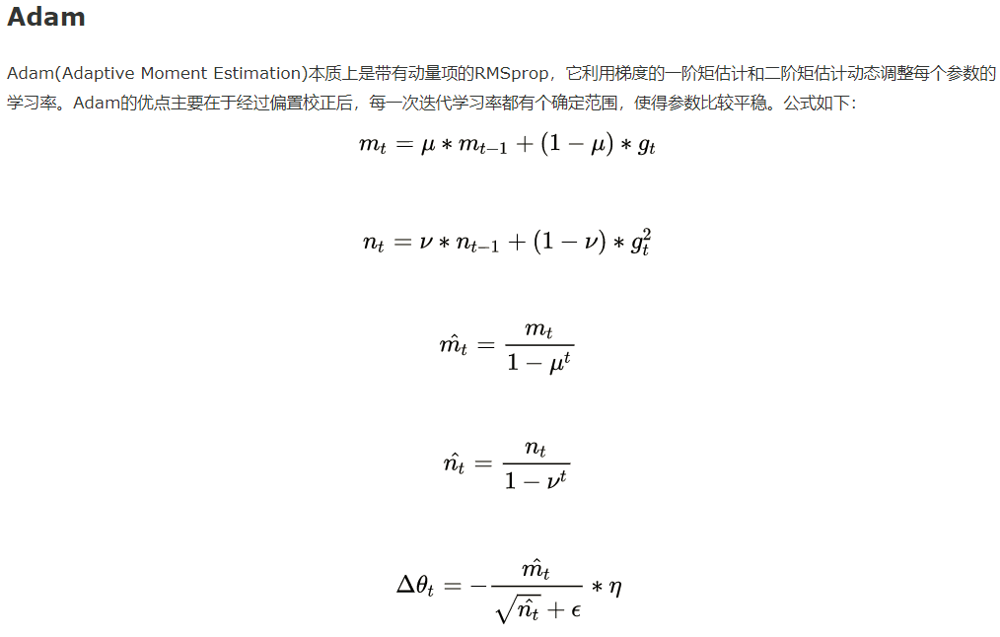 Adam
Adam(Adaptive Moment Estimation)本质上是带有动量项的RMSprop，它利用梯度的一阶矩估计和二阶矩估计动态调整每个参数的
学习率。Adam的优点主要在于经过偏置校正后，每一次迭代学习率都有个确定范围，使得参数比较平稳。公式如下：
$m_t = \mu * m_{t-1} + (1 - \mu) * g_t$
$n_t = \nu * n_{t-1} + (1 - \nu) * g_t^2$
$\hat{m_t} = \frac{m_t}{1 - \mu^t}$
$\hat{n_t} = \frac{n_t}{1 - \nu^t}$
$\Delta\theta_t = -\frac{\hat{m_t}}{\sqrt{\hat{n_t}} + \epsilon} * \eta$